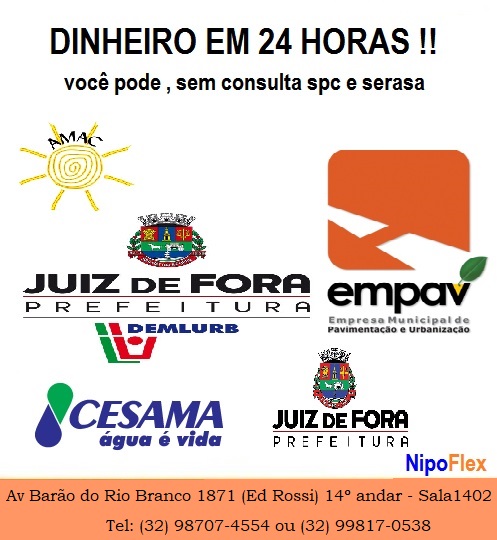 DINHEIRO EM 24 HORAS !!
você pode , sem consulta spc e serasa
AMAC
JUIZ DE FORA
PREFEITURA
DEMLURB
empav
Empresa Municipal de
Pavimentação e Urbanização
CESAMA
água é vida
JUIZ DE FORA
PREFEITURA
NipoFlex
Av Barão do Rio Branco 1871 (Ed Rossi) 14º andar - Sala1402
Tel: (32) 98707-4554 ou (32) 99817-0538